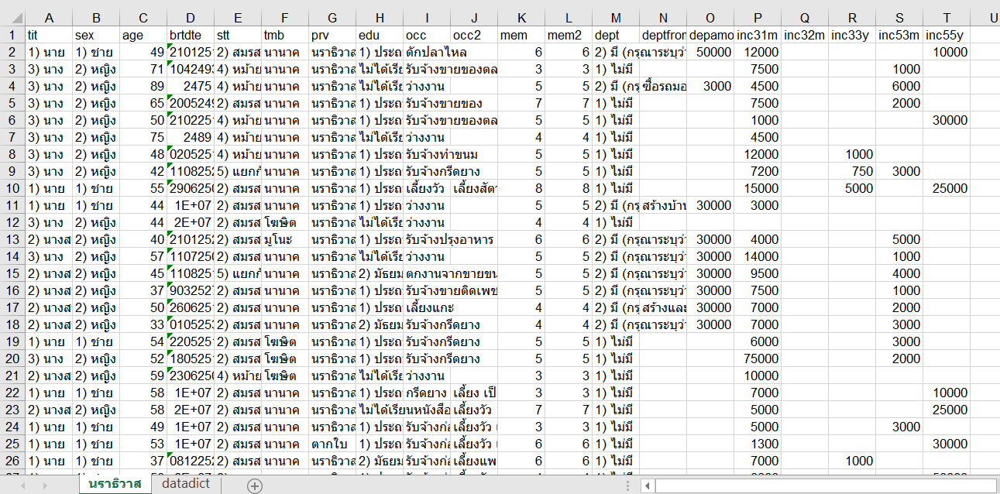 A B C D E F G H I J K L M N O P Q R S T U
1 tit sex age brtdte stt tmb prv edu occ occ2 mem mem2 dept deptfron depamo inc31m inc32m inc33y inc53m inc55y
2 1) นาย 1) ชาย 49 210125 2) สมรส นานาค นราธิวาส 1) ประถ ดักปลาไหล 6 6 2) มี (กรุณาระบุว่า 50000 12000 10000
3 3) นาง 2) หญิง 71 1042493 4) หม้าย นานาค นราธิวาส ไม่ได้เรีย รับจ้างขายของตล 3 3 1) ไม่มี 7500 1000
4 3) นาง 2) หญิง 89 2475 4) หม้าย นานาค นราธิวาส ไม่ได้เรีย ว่างงาน 5 5 2) มี (กรุ ซื้อรถมอ 3000 4500 6000
5 3) นาง 2) หญิง 65 2005249 2) สมรส นานาค นราธิวาส 1) ประถ รับจ้างขายของ 7 7 1) ไม่มี 7500 2000
6 3) นาง 2) หญิง 50 210225 4) หม้าย นานาค นราธิวาส 1) ประถ รับจ้างขายของตล 5 5 1) ไม่มี 1000 30000
7 3) นาง 2) หญิง 75 2489 4) หม้าย นานาค นราธิวาส ไม่ได้เรีย ว่างงาน 4 4 1) ไม่มี 4500
8 3) นาง 2) หญิง 48 020525 2) สมรส นานาค นราธิวาส 1) ประถ รับจ้างทำขนม 5 5 1) ไม่มี 12000 1000
9 3) นาง 2) หญิง 42 1108252 5) แยกกั นานาค นราธิวาส 1) ประถ รับจ้างกรีดยาง 5 5 1) ไม่มี 7200 750 3000
10 1) นาย 1) ชาย 55 2906250 2) สมรส นานาค นราธิวาส 1) ประถ เลี้ยงวัว เลี้ยงสัตว 8 8 1) ไม่มี 15000 5000 25000
11 1) นาย 1) ชาย 44 1E+07 2) สมรส นานาค นราธิวาส 1) ประถ ว่างงาน 5 5 2) มี (กรุ สร้างบ้าน 30000 3000
12 3) นาง 2) หญิง 44 2E+07 2) สมรส โฆษิต นราธิวาส ไม่ได้เรีย ว่างงาน 4 4 1) ไม่มี
13 2) นางส 2) หญิง 40 2101252 2) สมรส มูโนะ นราธิวาส 1) ประถ รับจ้างปรุงอาหาร 6 6 2) มี (กรุณาระบุว่า 30000 4000 5000
14 3) นาง 2) หญิง 57 1107250 2) สมรส นานาค นราธิวาส ไม่ได้เรีย ว่างงาน 5 5 2) มี (กรุณาระบุว่า 30000 14000 1000
15 2) นางส 2) หญิง 45 110825 5) แยกกั นานาค นราธิวาส 2) มัธยม ตกงานจากขายขน 5 5 2) มี (กรุณาระบุว่า 30000 9500 4000
16 2) นางส 2) หญิง 37 9032527 2) สมรส นานาค นราธิวาส 1) ประถ รับจ้างขายติดเพช 5 5 2) มี (กรุณาระบุว่า 30000 7500 1000
17 2) นางส 2) หญิง 50 260625 2) สมรส นานาค นราธิวาส 1) ประถ เลี้ยงแกะ 4 4 2) มี (กรุ สร้างและ 30000 7000 2000
18 2) นางส 2) หญิง 33 0105253 2) สมรส นานาค นราธิวาส 2) มัธยม รับจ้างกรีดยาง 4 4 2) มี (กรุณาระบุว่า 30000 7000 3000
19 1) นาย 1) ชาย 54 220525 2) สมรส โฆษิต นราธิวาส 1) ประถ รับจ้างกรีดยาง 5 5 1) ไม่มี 6000 3000
20 3) นาง 2) หญิง 52 180525 2) สมรส โฆษิต นราธิวาส 1) ประถ รับจ้างกรีดยาง 5 5 1) ไม่มี 75000 2000
21 2) นางส 2) หญิง 59 2306250 4) หม้าย โฆษิต นราธิวาส ไม่ได้เรีย ว่างงาน 3 3 1) ไม่มี 10000
22 1) นาย 1) ชาย 58 1E+07 2) สมรส นานาค นราธิวาส 1) ประถ กรีดยาง เลี้ยง เป็ 3 3 1) ไม่มี 7000 10000
23 2) นางส 2) หญิง 58 2E+07 2) สมรส นานาค นราธิวาส ไม่ได้เรียนหนังสือ เลี้ยงวัว 7 7 1) ไม่มี 5000 25000
24 1) นาย 1) ชาย 49 1E+07 2) สมรส นานาค นราธิวาส 1) ประถ รับจ้างก่อ เลี้ยงวัว 3 3 1) ไม่มี 5000 3000
25 1) นาย 1) ชาย 53 1E+07 2) สมรส นานาค ตากใบ 1) ประถ รับจ้างก่อ เลี้ยงวัว 6 6 1) ไม่มี 1300 30000
26 1) นาย 1) ชาย 37 0812252 2) สมรส นานาค นราธิวาส 2) มัธยม รับจ้างก่อ เลี้ยงแพ 6 6 1) ไม่มี 7000 1000
นราธิวาส datadict